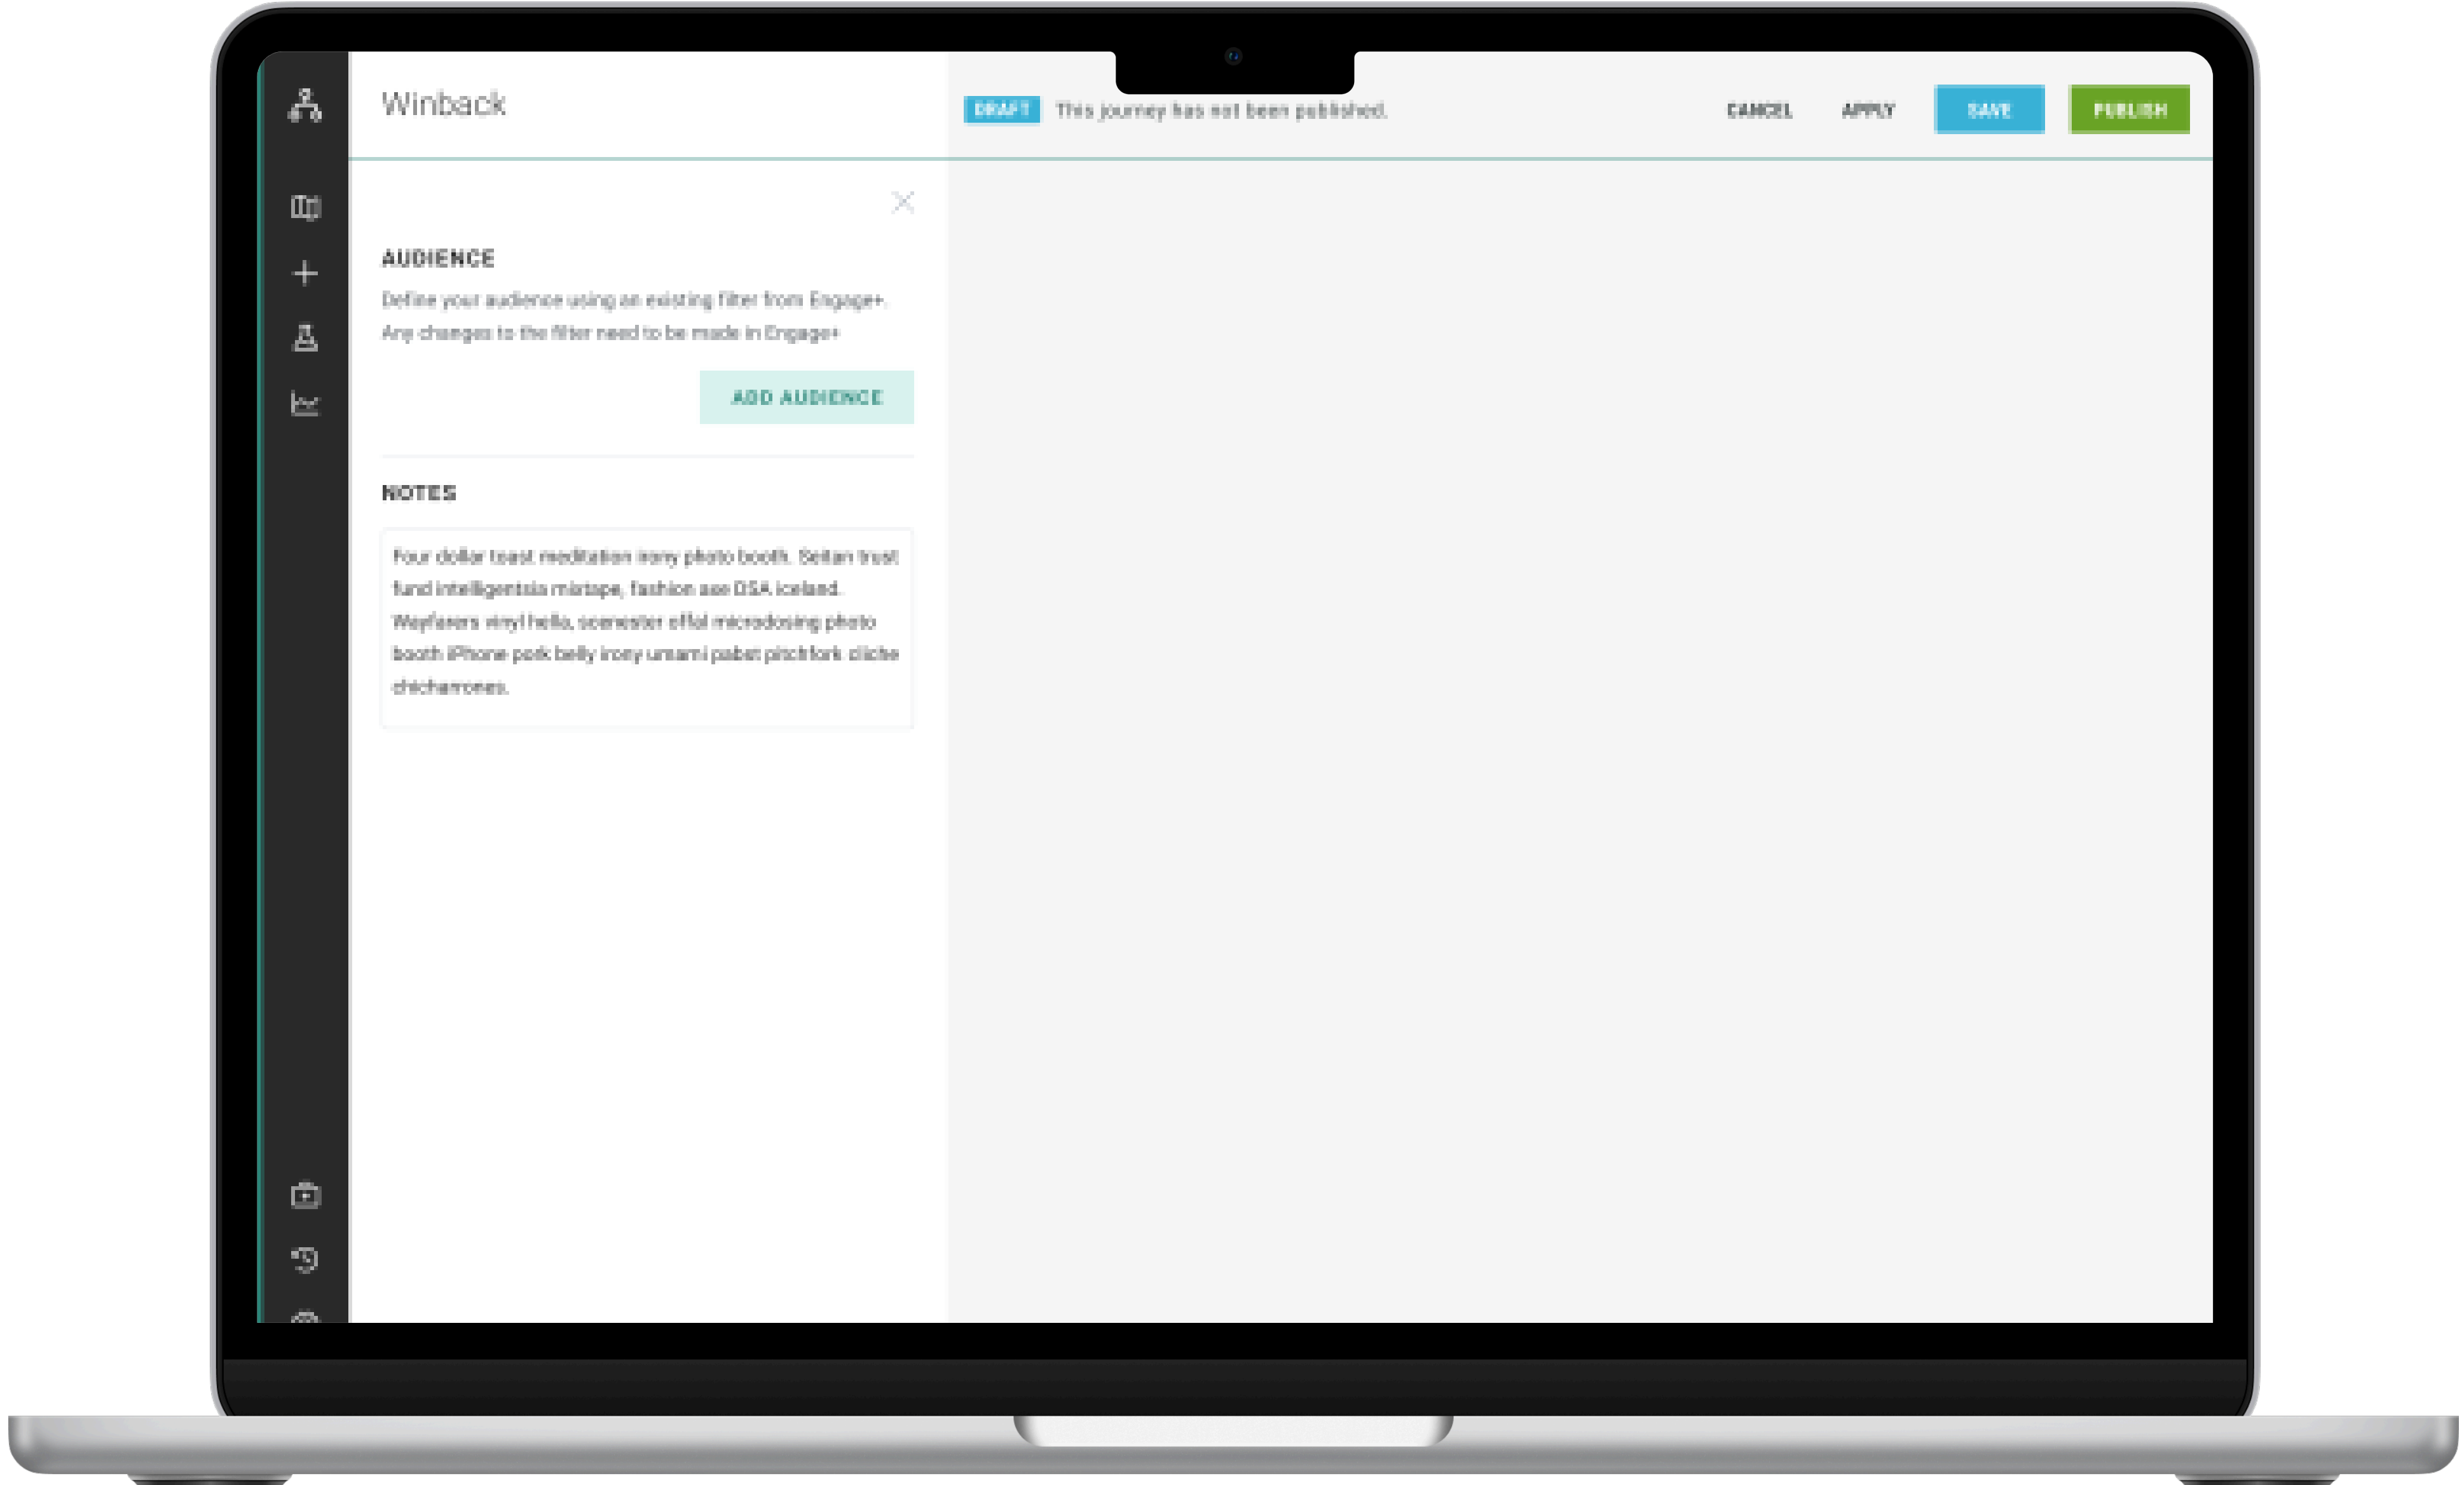 Winback
DRAFT This journey has not been published. CANCEL APPLY SAVE PUBLISH
AUDIENCE
Define your audience using an existing filter from Engage+.
Any changes to the filter need to be made in Engage+
ADD AUDIENCE
NOTES
Four dollar toast meditation irony photo booth. Seitan trust
fund intelligentsia mixtape, fashion axe DSA iceland.
Wayfarers vinyl hella, scenester offal microdosing photo
booth iPhone pork belly irony umami pabst pitchfork cliche
chicharrones.